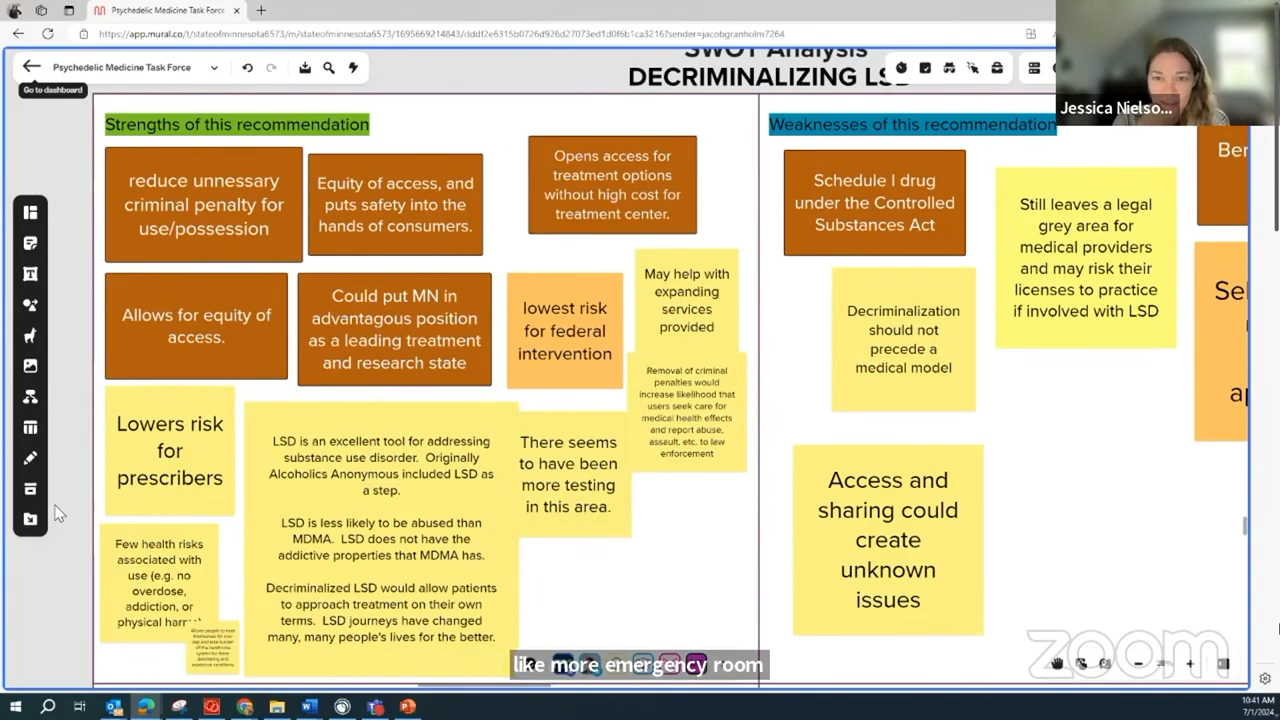 Psychedelic Medicine Task Force
https://app.mural.co/t/stateofminnesota6573/m/stateofminnesota6573/1695669214843/dddf2e6315b0726d926d27073ed1d0f6b1ca3216?sender=jacobgranholm7264
Psychedelic Medicine Task Force
Go to dashboard
SWOT Analysis
DECRIMINALIZING LSD
Jessica Nielso...
Strengths of this recommendation
reduce unnessary
criminal penalty for
use/possession
Equity of access, and
puts safety into the
hands of consumers.
Opens access for
treatment options
without high cost for
treatment center.
Allows for equity of
access.
Could put MN in
advantagous position
as a leading treatment
and research state
lowest risk
for federal
intervention
May help with
expanding
services
provided
Removal of criminal
penalties would
increase likelihood that
users seek care for
medical health effects
and report abuse,
assault, etc. to law
enforcement
Lowers risk
for
prescribers
LSD is an excellent tool for addressing
substance use disorder. Originally
Alcoholics Anonymous included LSD as
a step.
LSD is less likely to be abused than
MDMA. LSD does not have the
addictive properties that MDMA has.
Decriminalized LSD would allow patients
to approach treatment on their own
terms. LSD journeys have changed
many, many people's lives for the better.
There seems
to have been
more testing
in this area.
Few health risks
associated with
use (e.g. no
overdose,
addiction, or
physical harms)
Weaknesses of this recommendation
Schedule I drug
under the Controlled
Substances Act
Still leaves a legal
grey area for
medical providers
and may risk their
licenses to practice
if involved with LSD
Decriminalization
should not
precede a
medical model
Access and
sharing could
create
unknown
issues
Ber
Sel
ap
like more emergency room
zoom
10:41 AM
7/1/2024